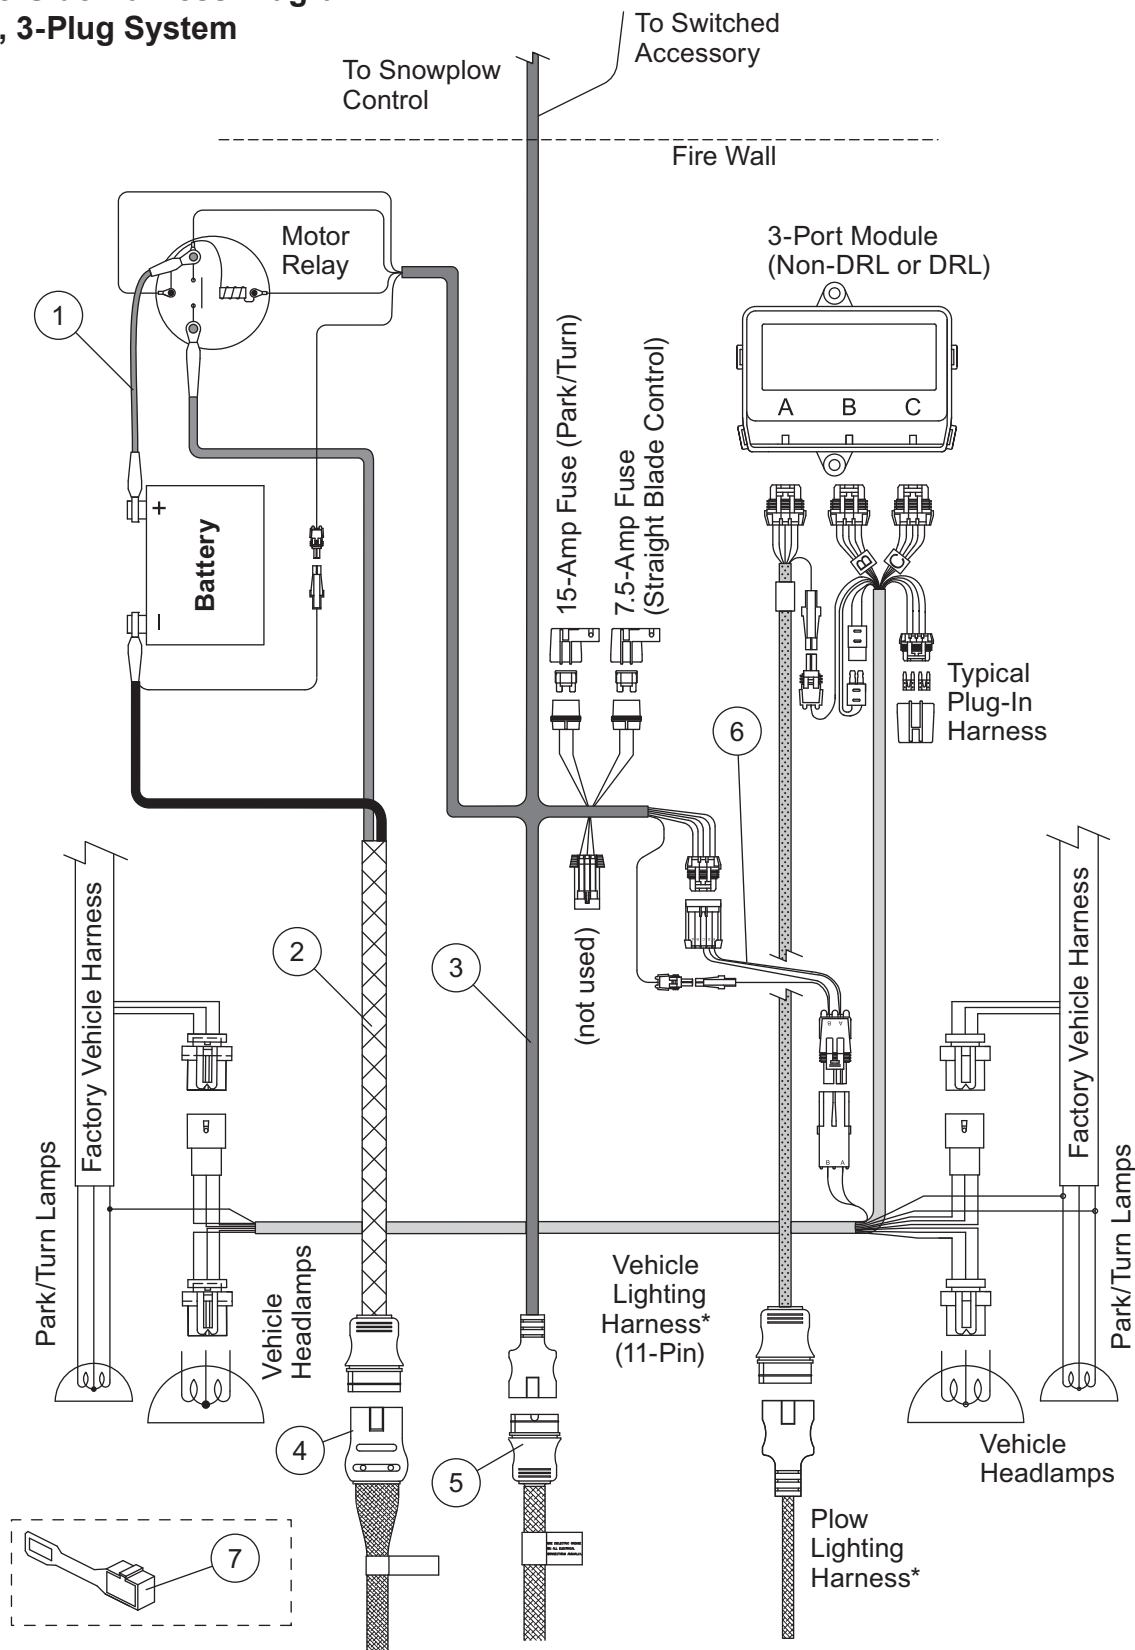 , 3-Plug System
To Switched
Accessory
To Snowplow
Control
Fire Wall
Motor
Relay
3-Port Module
(Non-DRL or DRL)
1
A B C
15-Amp Fuse (Park/Turn)
7.5-Amp Fuse
(Straight Blade Control)
+
Battery
–
B
C
Typical
Plug-In
Harness
6
Factory Vehicle Harness
2
3
(not used)
B A
Factory Vehicle Harness
Park/Turn Lamps
B A
Park/Turn Lamps
Vehicle
Headlamps
Vehicle
Lighting
Harness*
(11-Pin)
4
5
Vehicle
Headlamps
Plow
Lighting
Harness*
7